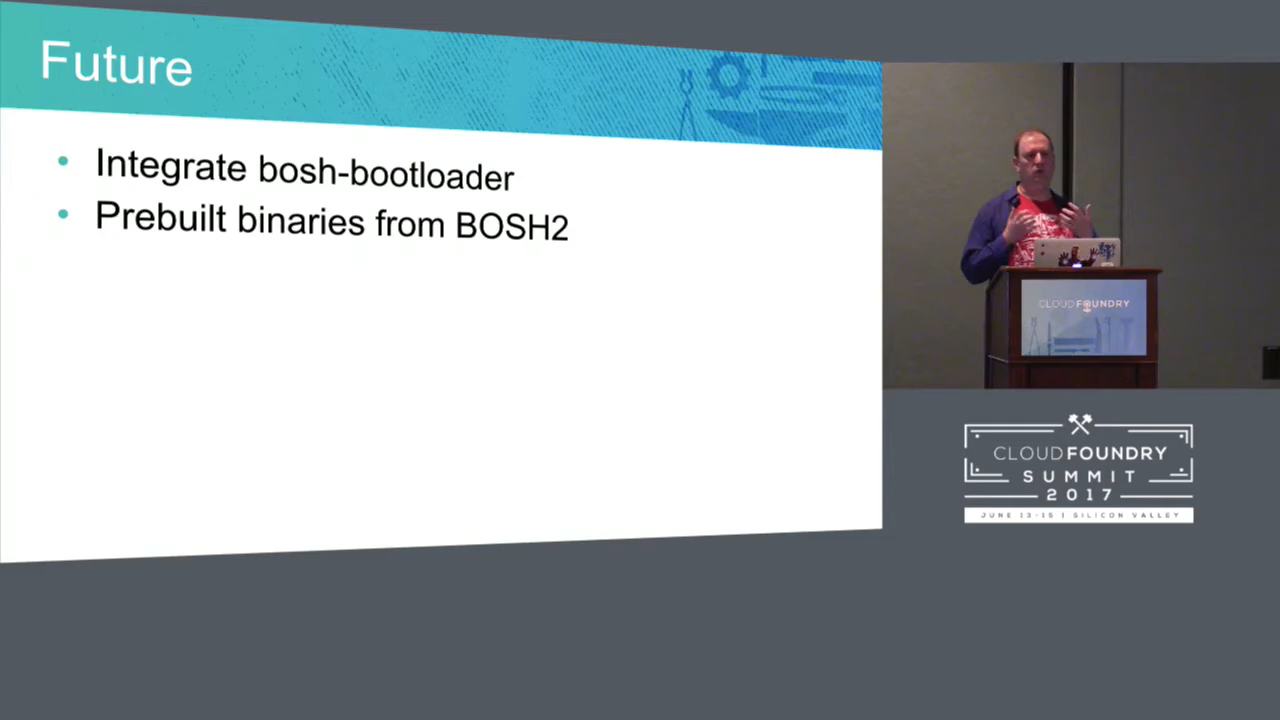 Future
Integrate bosh-bootloader
Prebuilt binaries from BOSH2
CLOUD FOUNDRY
CLOUD FOUNDRY
SUMMIT
2017
JUNE 13-15 | SILICON VALLEY